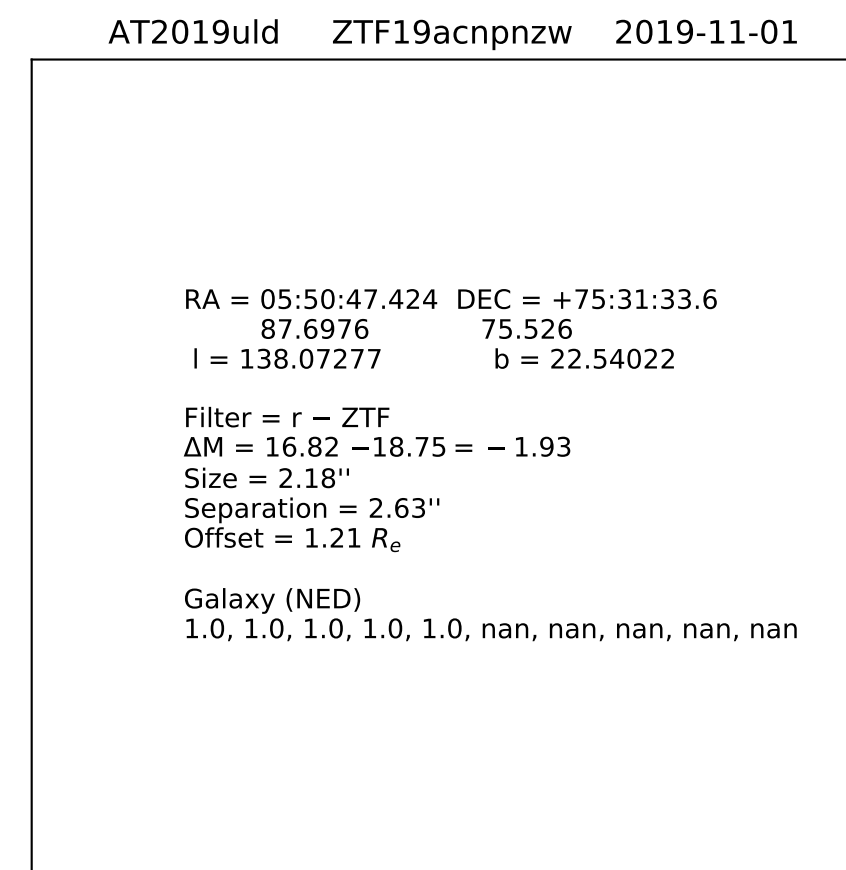 AT2019uld ZTF19acnpnzw 2019-11-01
RA = 05:50:47.424 DEC = +75:31:33.6
87.6976 75.526
l = 138.07277 b = 22.54022
Filter = r − ZTF
ΔM = 16.82 −18.75 = − 1.93
Size = 2.18''
Separation = 2.63''
Offset = 1.21 Rₑ
Galaxy (NED)
1.0, 1.0, 1.0, 1.0, 1.0, nan, nan, nan, nan, nan